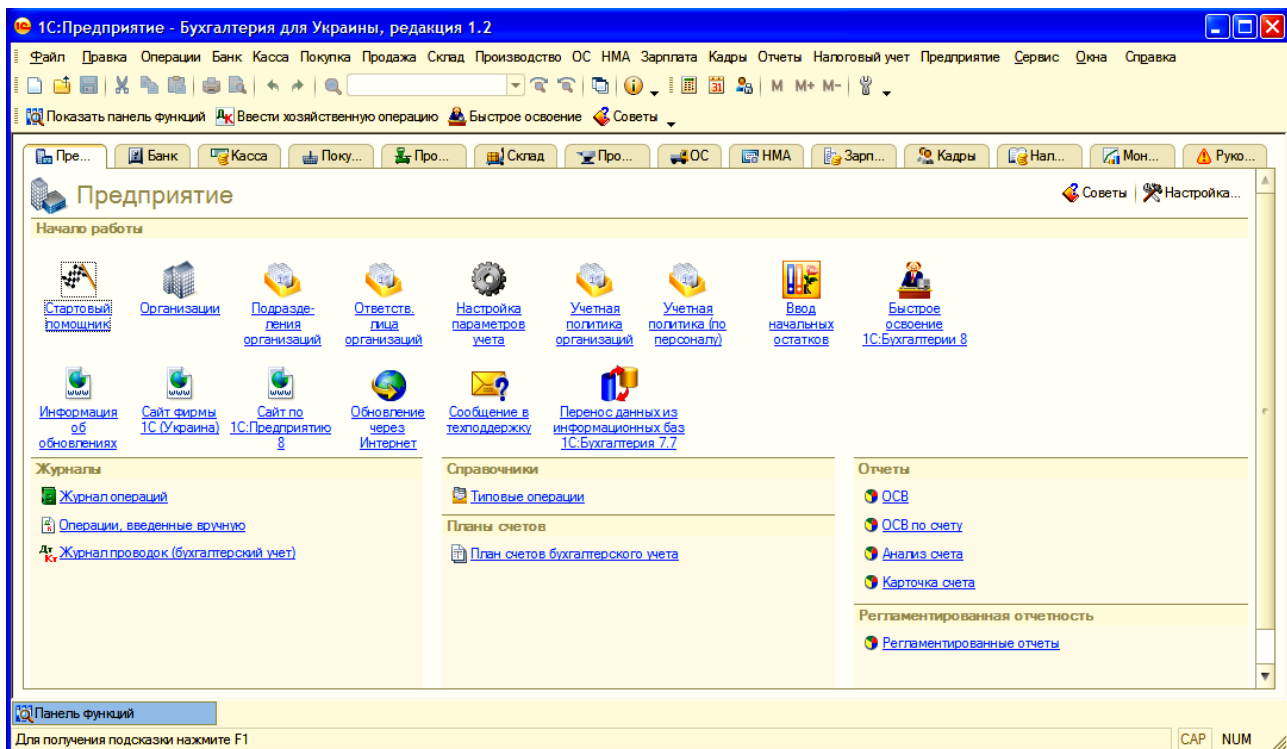 1С:Предприятие - Бухгалтерия для Украины, редакция 1.2
Файл Правка Операции Банк Касса Покупка Продажа Склад Производство ОС НМА Зарплата Кадры Отчеты Налоговый учет Предприятие Сервис Окна Справка
M M+ M-
Показать панель функций Ввести хозяйственную операцию Быстрое освоение Советы
Пре... Банк Касса Поку... Про... Склад Про... ОС НМА Зарп... Кадры Нал... Мон... Руко...
Предприятие
Советы Настройка...
Начало работы
Стартовый Организации Подразде- Ответств. Настройка Учетная Учетная Ввод Быстрое
помощник ления лица параметров политика политика (по начальных освоение
организаций организаций учета организаций персоналу) остатков 1С:Бухгалтерии 8
Информация Сайт фирмы Сайт по Обновление Сообщение в Перенос данных из
об 1С (Украина) 1С:Предприятию через техподдержку информационных баз
обновлениях 8 Интернет 1С:Бухгалтерия 7.7
Журналы Справочники Отчеты
Журнал операций Типовые операции ОСВ
Операции, введенные вручную Планы счетов ОСВ по счету
Журнал проводок (бухгалтерский учет) План счетов бухгалтерского учета Анализ счета
Карточка счета
Регламентированная отчетность
Регламентированные отчеты
Панель функций
Для получения подсказки нажмите F1 CAP NUM